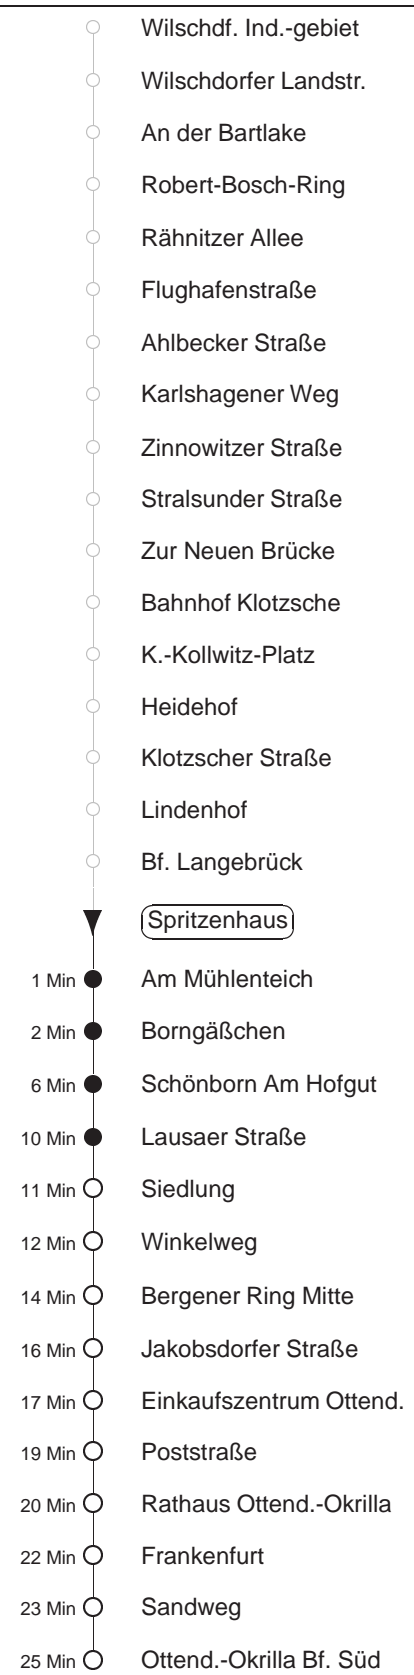 Wilschdf. Ind.-gebiet
Wilschdorfer Landstr.
An der Bartlake
Robert-Bosch-Ring
Rähnitzer Allee
Flughafenstraße
Ahlbecker Straße
Karlshagener Weg
Zinnowitzer Straße
Stralsunder Straße
Zur Neuen Brücke
Bahnhof Klotzsche
K.-Kollwitz-Platz
Heidehof
Klotzscher Straße
Lindenhof
Bf. Langebrück
Spritzenhaus
1 Min Am Mühlenteich
2 Min Borngäßchen
6 Min Schönborn Am Hofgut
10 Min Lausaer Straße
11 Min Siedlung
12 Min Winkelweg
14 Min Bergener Ring Mitte
16 Min Jakobsdorfer Straße
17 Min Einkaufszentrum Ottend.
19 Min Poststraße
20 Min Rathaus Ottend.-Okrilla
22 Min Frankenfurt
23 Min Sandweg
25 Min Ottend.-Okrilla Bf. Süd